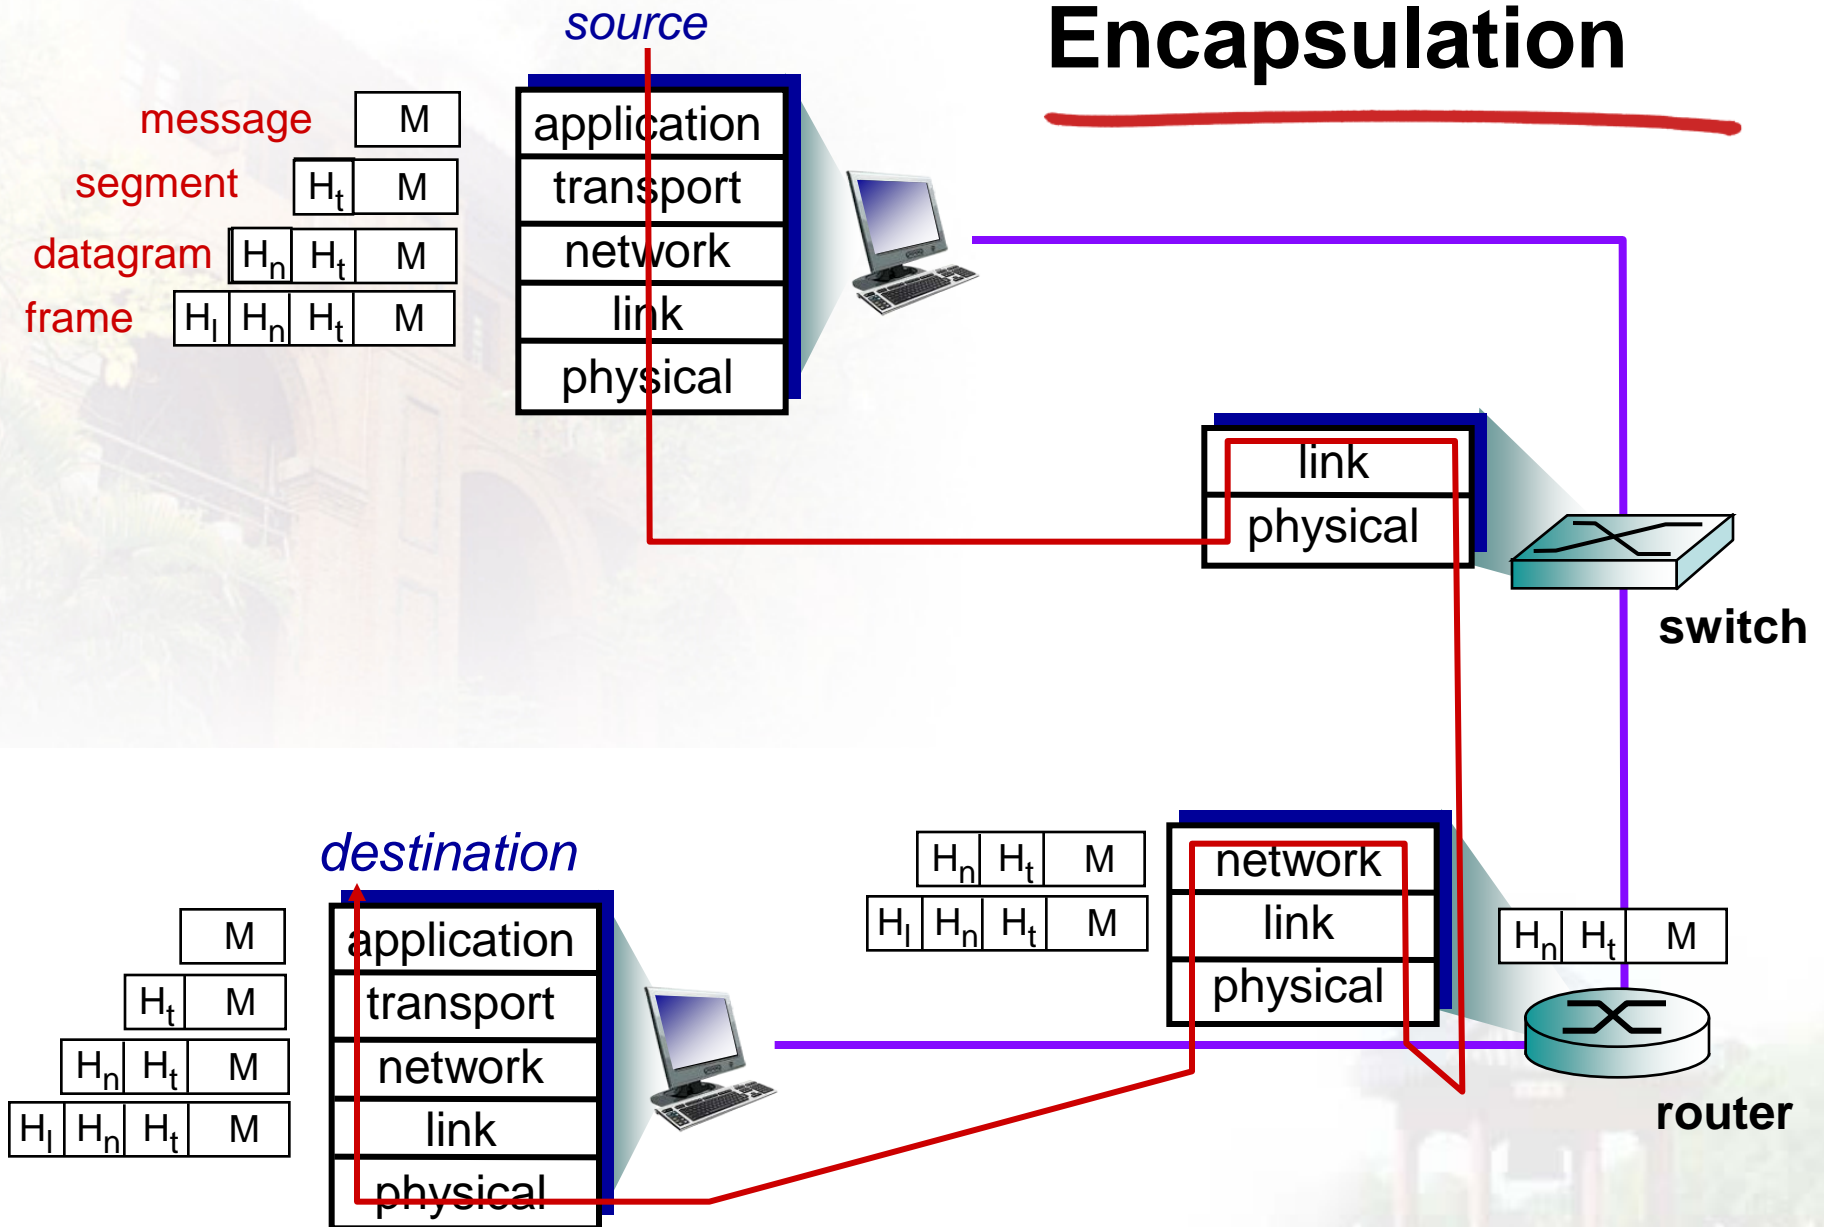 Encapsulation
source
message M
segment Ht M
datagram Hn Ht M
frame Hl Hn Ht M
application
transport
network
link
physical
link
physical
switch
destination
M
Ht M
Hn Ht M
Hl Hn Ht M
application
transport
network
link
physical
Hn Ht M
Hl Hn Ht M
network
link
physical
Hn Ht M
router